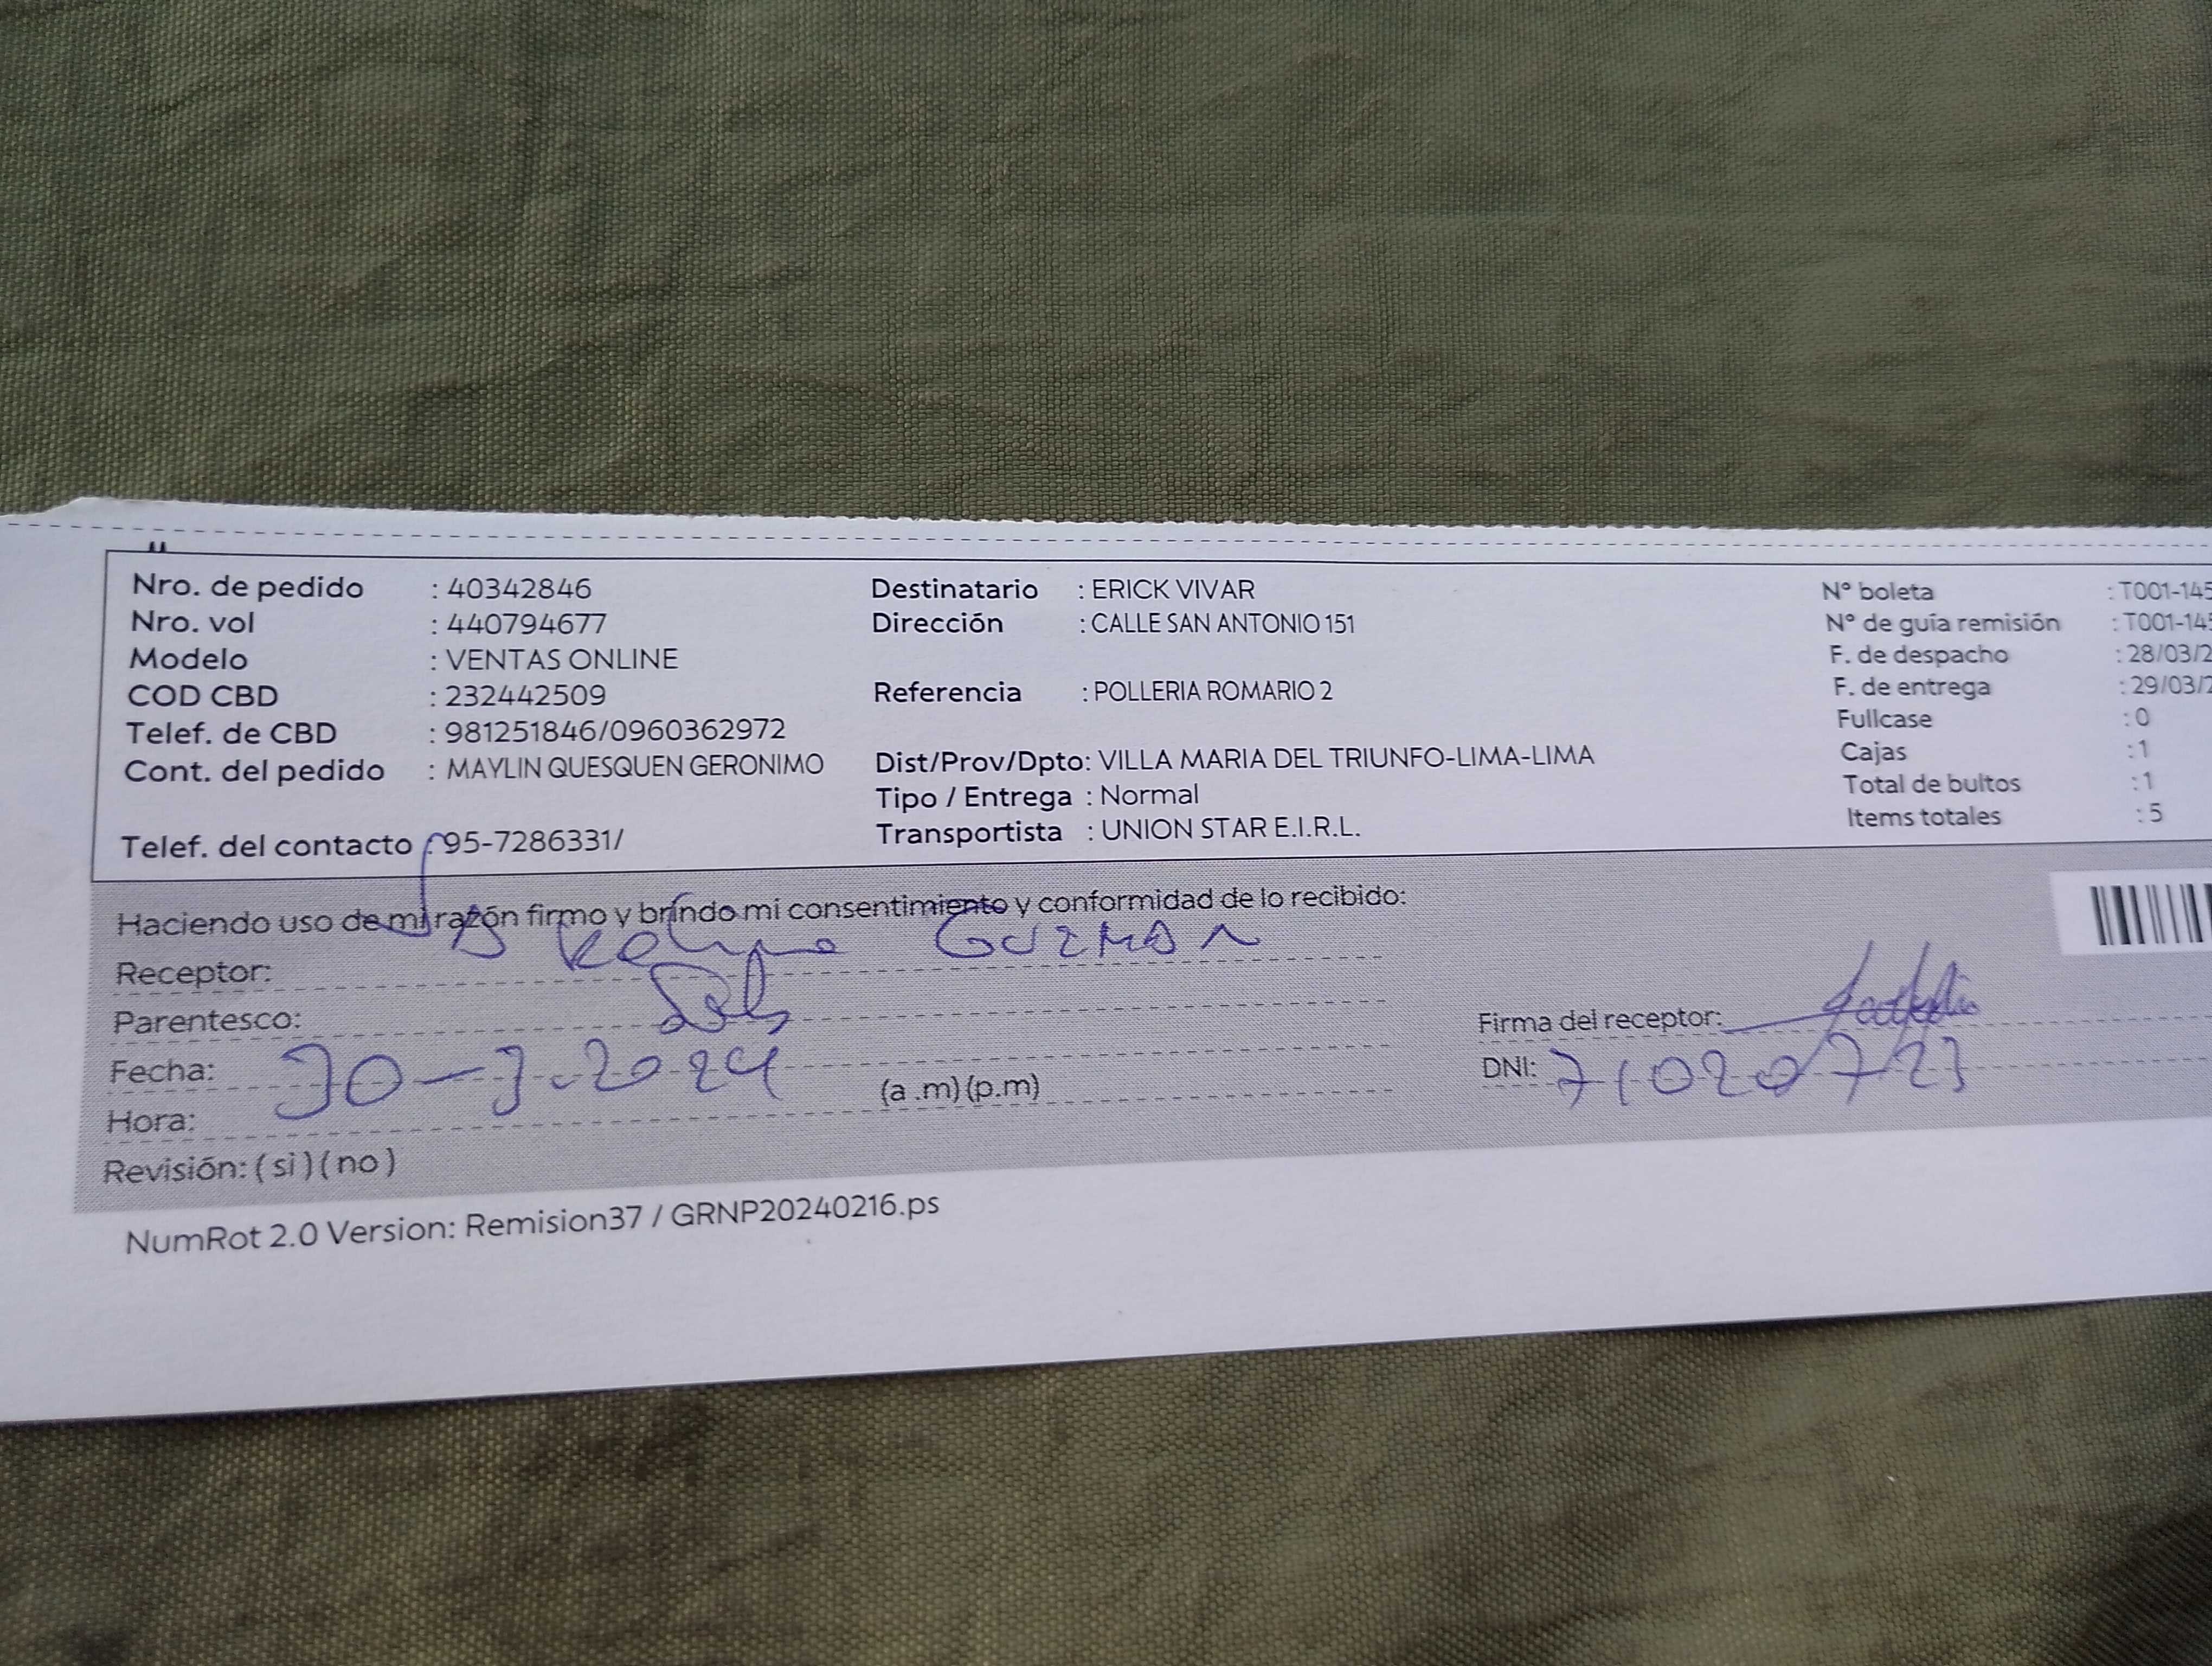 Nro. de pedido : 40342846
Nro. vol : 440794677
Modelo : VENTAS ONLINE
COD CBD : 232442509
Telef. de CBD : 981251846/0960362972
Cont. del pedido : MAYLIN QUESQUEN GERONIMO
Telef. del contacto : 95-7286331/
Destinatario : ERICK VIVAR
Dirección : CALLE SAN ANTONIO 151
Referencia : POLLERIA ROMARIO 2
Dist/Prov/Dpto: VILLA MARIA DEL TRIUNFO-LIMA-LIMA
Tipo / Entrega : Normal
Transportista : UNION STAR E.I.R.L.
N° boleta : T001-145
N° de guía remisión : T001-145
F. de despacho : 28/03/2
F. de entrega : 29/03/2
Fullcase : 0
Cajas : 1
Total de bultos : 1
Items totales : 5
Haciendo uso de mi razón firmo y brindo mi consentimiento y conformidad de lo recibido:
Receptor: GUZMAN
Parentesco:
Fecha: 30-3-2024
Hora: (a .m)(p.m)
Revisión: (si)(no)
Firma del receptor:
DNI: 71020723
NumRot 2.0 Version: Remision37 / GRNP20240216.ps